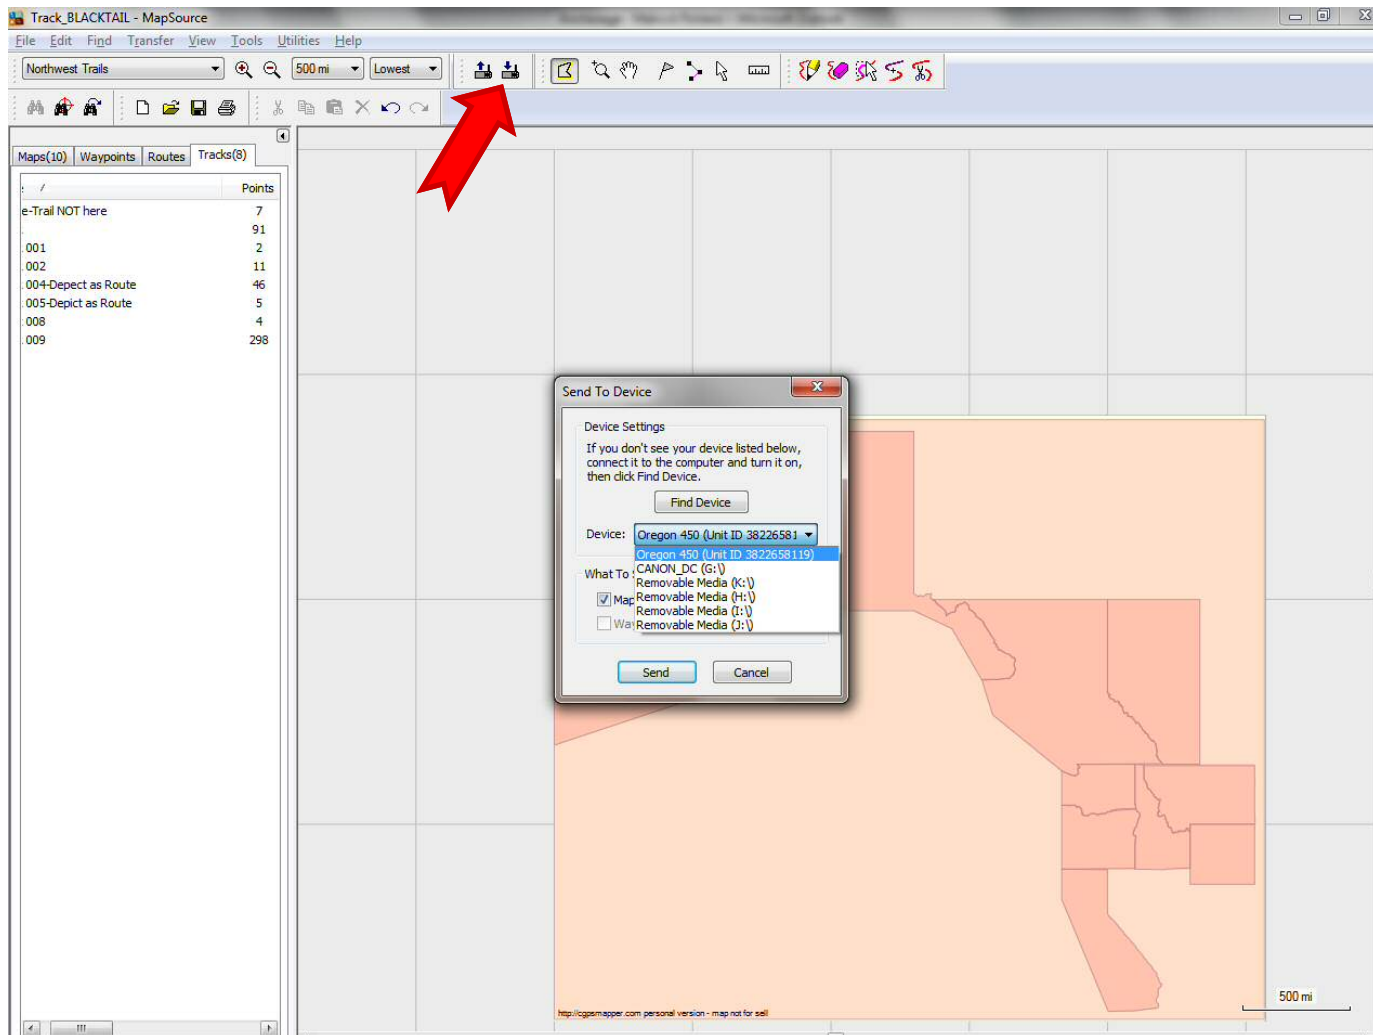 Track_BLACKTAIL - MapSource
File Edit Find Transfer View Tools Utilities Help
Northwest Trails 500 mi Lowest
Maps(10) Waypoints Routes Tracks(8)
Points
e-Trail NOT here 7
91
001 2
002 11
004-Depect as Route 46
005-Depict as Route 5
008 4
009 298
Send To Device
Device Settings
If you don't see your device listed below,
connect it to the computer and turn it on,
then click Find Device.
Find Device
Device: Oregon 450 (Unit ID 38226581
Oregon 450 (Unit ID 3822658119)
CANON_DC (G:\)
What To
Removable Media (K:\)
Map
Removable Media (H:\)
Removable Media (I:\)
Way
Removable Media (J:\)
Send Cancel
500 mi
http://cgpsmapper.com personal version - map not for sell